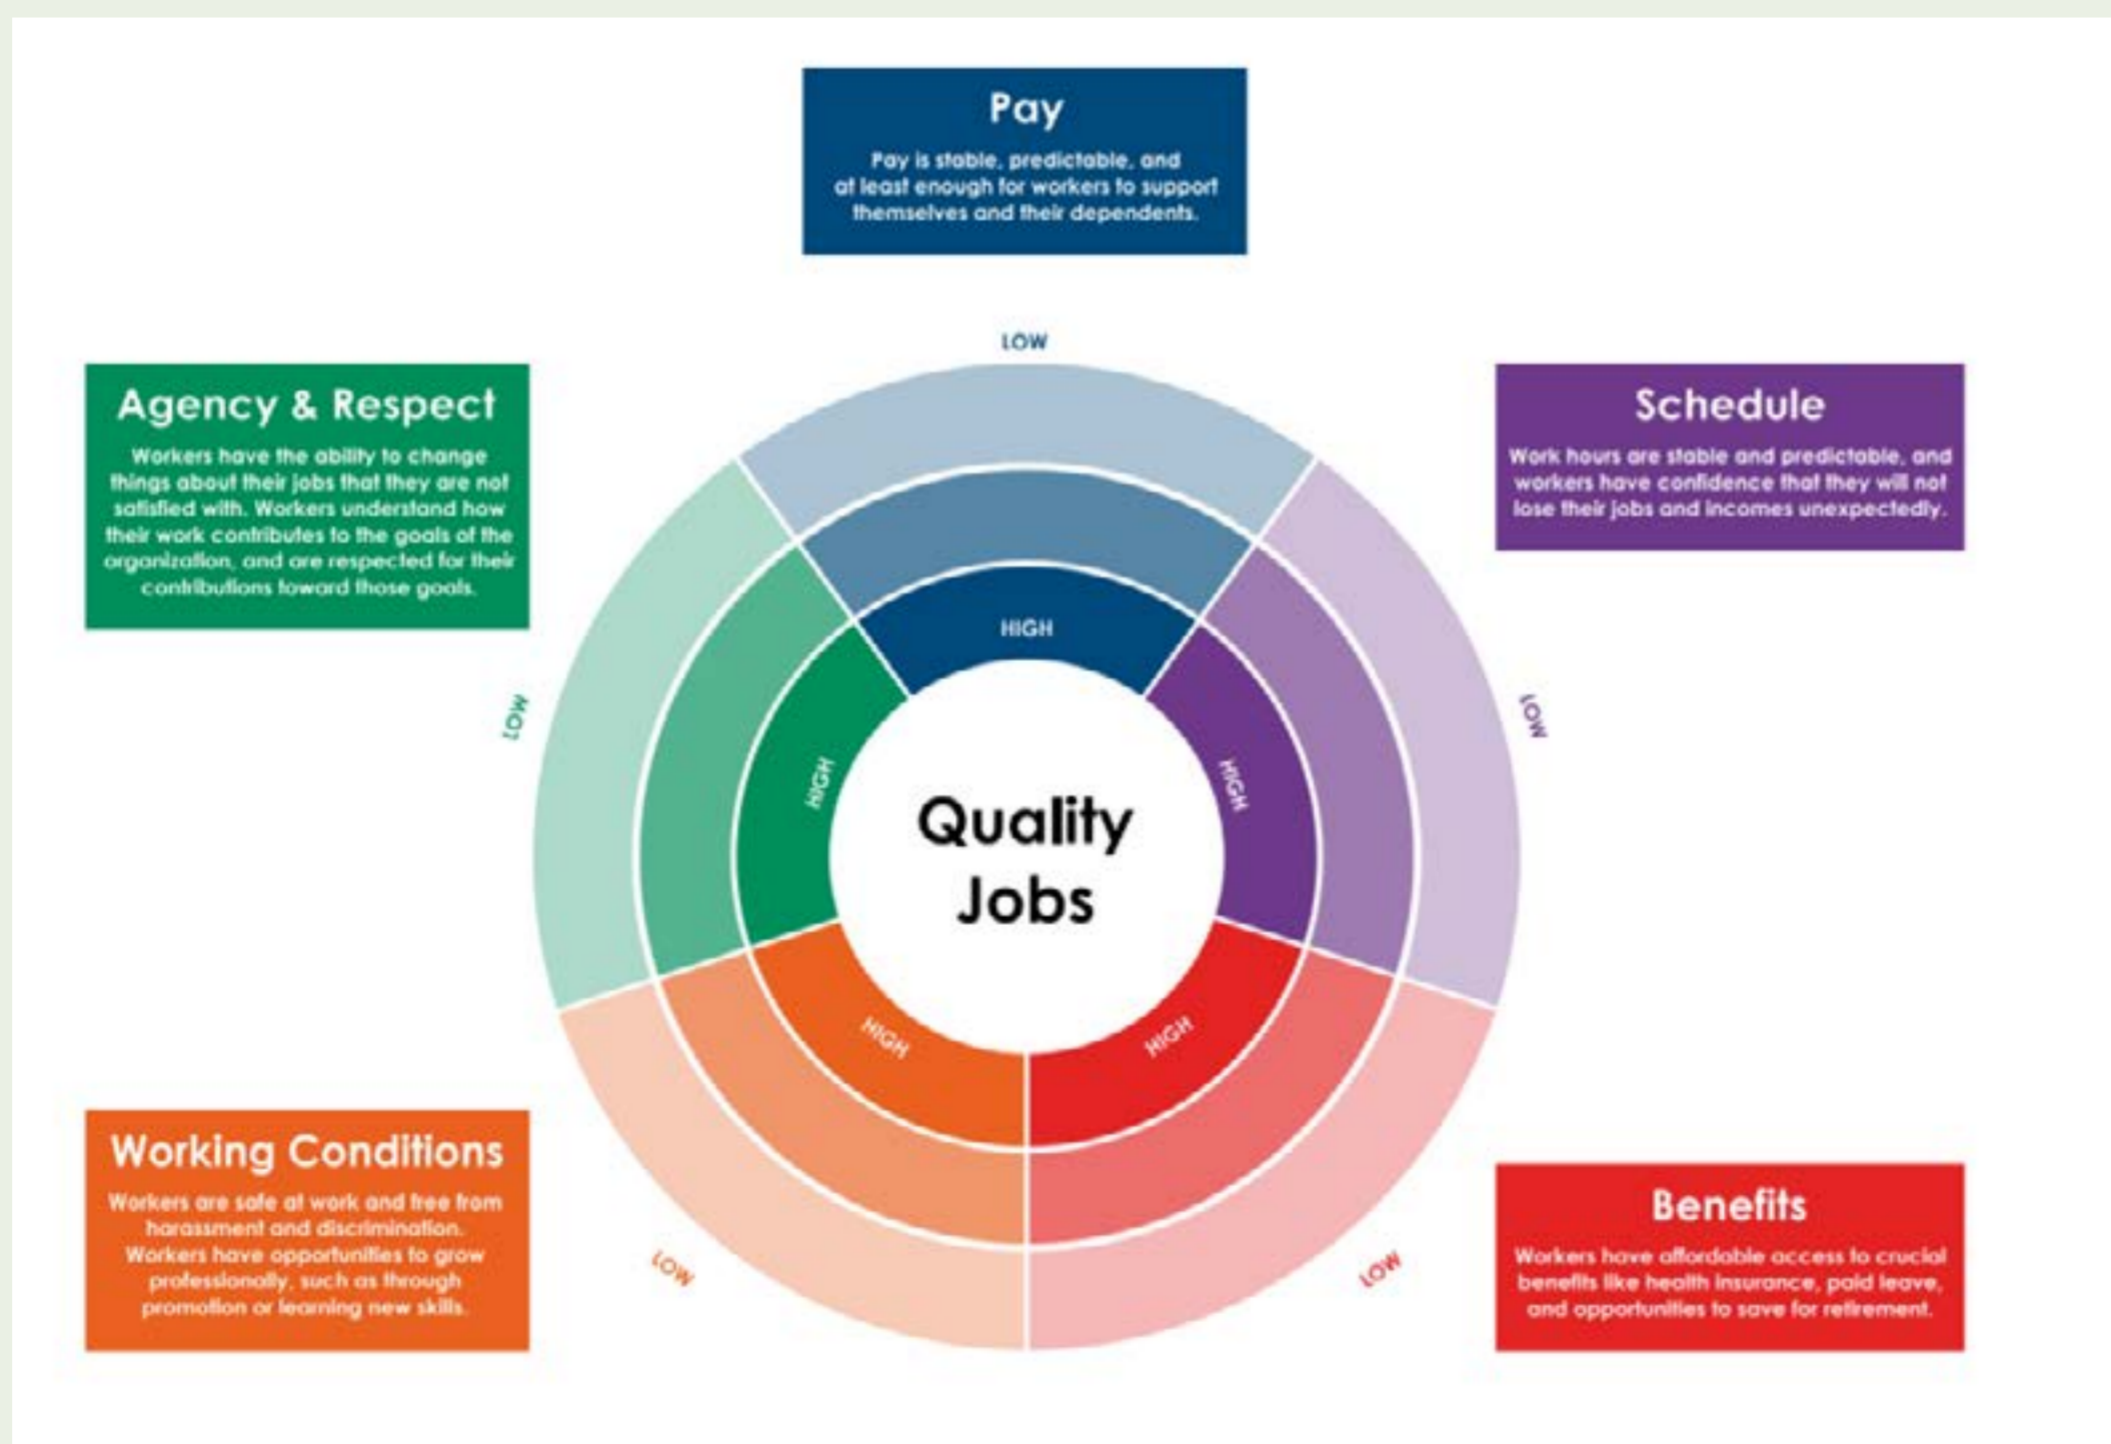 Pay
Pay is stable, predictable, and
at least enough for workers to support
themselves and their dependents.
Agency & Respect
Workers have the ability to change
things about their jobs that they are not
satisfied with. Workers understand how
their work contributes to the goals of the
organization, and are respected for their
contributions toward those goals.
Schedule
Work hours are stable and predictable, and
workers have confidence that they will not
lose their jobs and incomes unexpectedly.
LOW
HIGH
LOW
HIGH
HIGH
LOW
Quality
Jobs
HIGH
HIGH
LOW
LOW
Working Conditions
Workers are safe at work and free from
harassment and discrimination.
Workers have opportunities to grow
professionally, such as through
promotion or learning new skills.
Benefits
Workers have affordable access to crucial
benefits like health insurance, paid leave,
and opportunities to save for retirement.